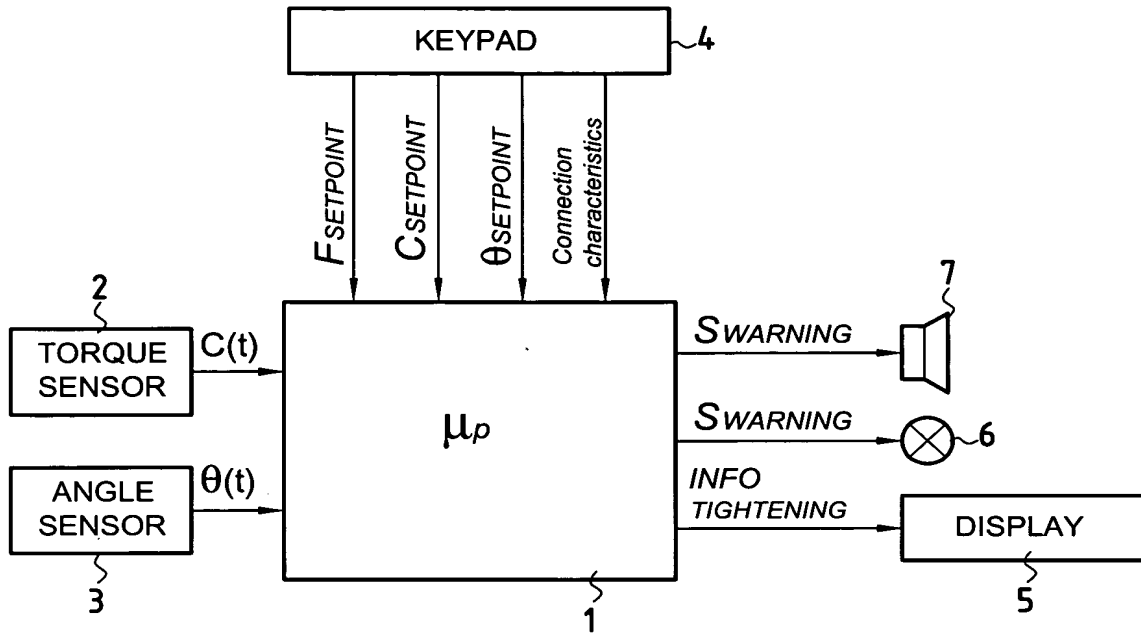 KEYPAD
4
FSETPOINT
CSETPOINT
θSETPOINT
Connection
characteristics
2
TORQUE
SENSOR
C(t)
ANGLE
SENSOR
θ(t)
3
μp
1
SWARNING
7
SWARNING
6
INFO
TIGHTENING
DISPLAY
5